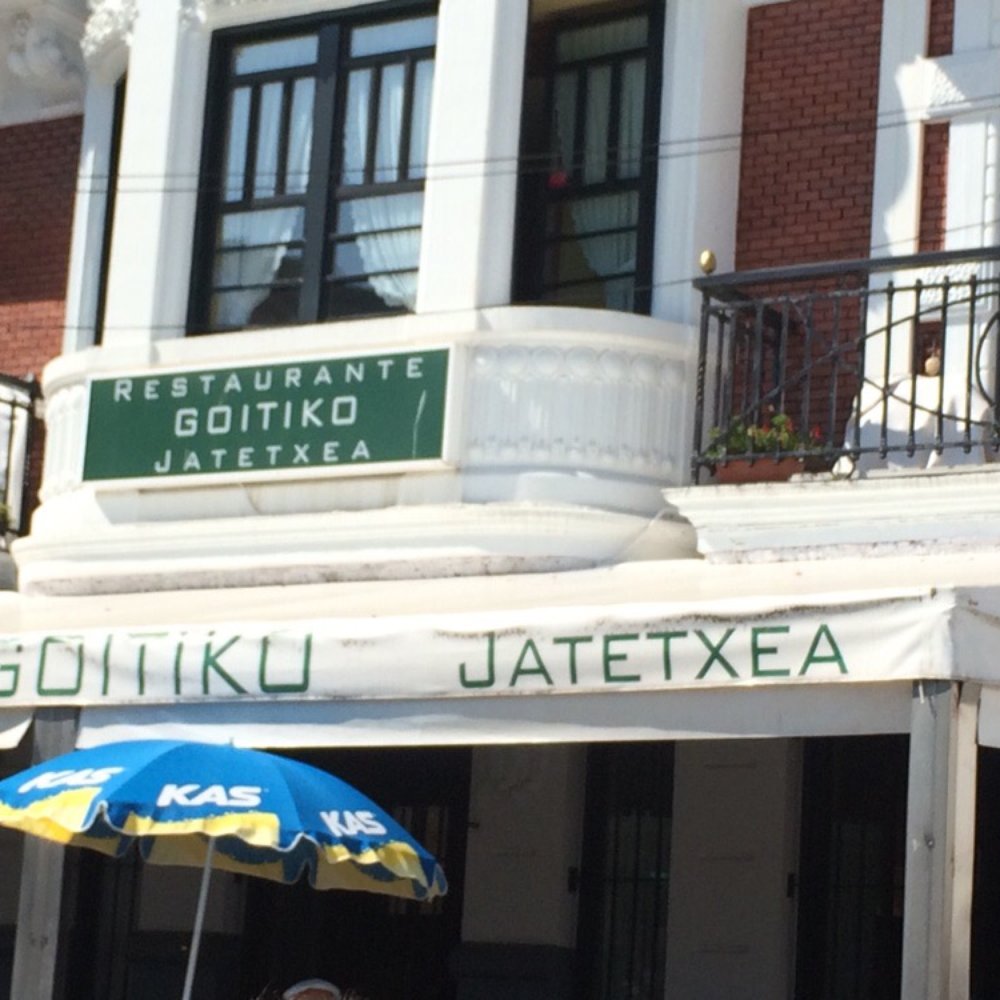 RESTAURANTE
GOITIKO
JATETXEA
GOITIKO JATETXEA
KAS KAS KAS